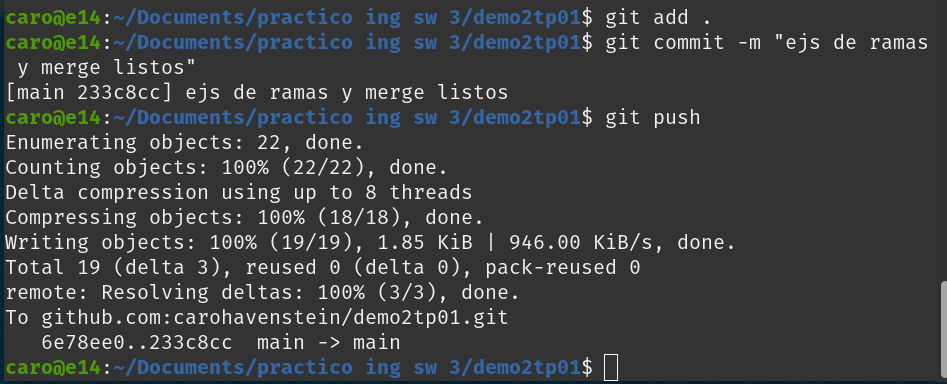 caro@e14:~/Documents/practico ing sw 3/demo2tp01$ git add .
caro@e14:~/Documents/practico ing sw 3/demo2tp01$ git commit -m "ejs de ramas
 y merge listos"
[main 233c8cc] ejs de ramas y merge listos
caro@e14:~/Documents/practico ing sw 3/demo2tp01$ git push
Enumerating objects: 22, done.
Counting objects: 100% (22/22), done.
Delta compression using up to 8 threads
Compressing objects: 100% (18/18), done.
Writing objects: 100% (19/19), 1.85 KiB | 946.00 KiB/s, done.
Total 19 (delta 3), reused 0 (delta 0), pack-reused 0
remote: Resolving deltas: 100% (3/3), done.
To github.com:carohavenstein/demo2tp01.git
   6e78ee0..233c8cc  main -> main
caro@e14:~/Documents/practico ing sw 3/demo2tp01$